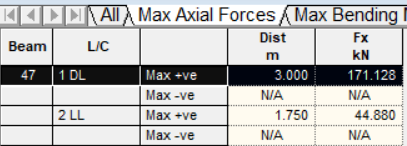 All Max Axial Forces Max Bending
Beam L/C Dist m Fx kN
47 1 DL Max +ve 3.000 171.128
Max -ve N/A N/A
2 LL Max +ve 1.750 44.880
Max -ve N/A N/A